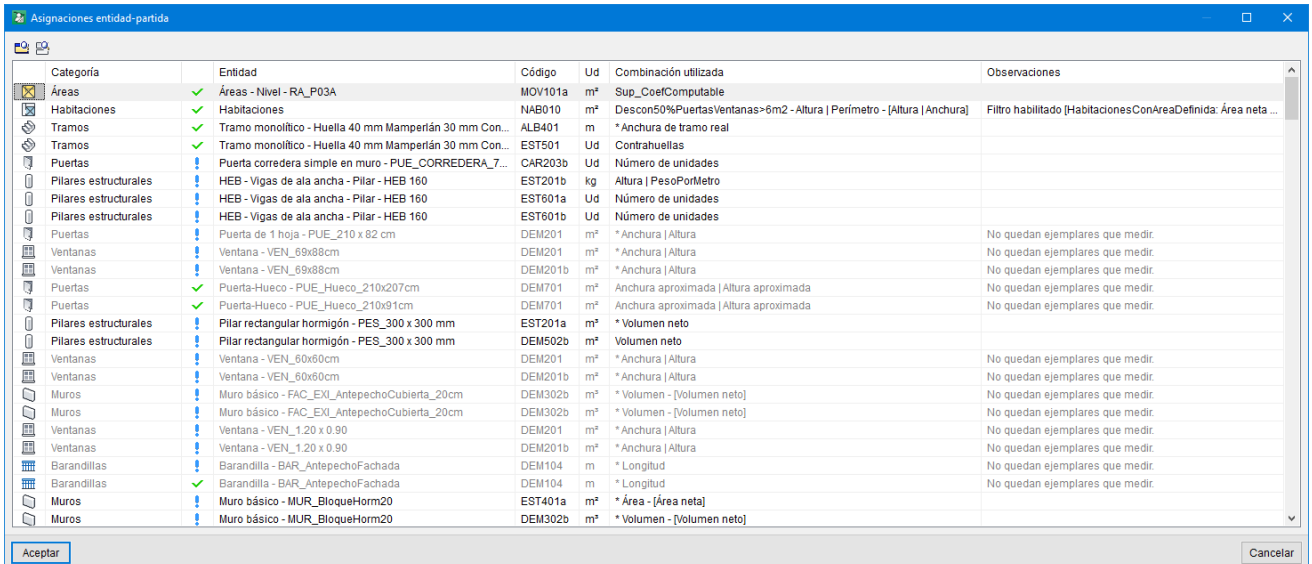 Asignaciones entidad-partida
Categoría Entidad Código Ud Combinación utilizada Observaciones
Áreas Áreas - Nivel - RA_P03A MOV101a m² Sup_CoefComputable
Habitaciones Habitaciones NAB010 m² Descon50%PuertasVentanas>6m2 - Altura | Perímetro - [Altura | Anchura] Filtro habilitado [HabitacionesConAreaDefinida: Área neta ...
Tramos Tramo monolítico - Huella 40 mm Mamperlán 30 mm Con... ALB401 m * Anchura de tramo real
Tramos Tramo monolítico - Huella 40 mm Mamperlán 30 mm Con... EST501 Ud Contrahuellas
Puertas Puerta corredera simple en muro - PUE_CORREDERA_7... CAR203b Ud Número de unidades
Pilares estructurales HEB - Vigas de ala ancha - Pilar - HEB 160 EST201b kg Altura | PesoPorMetro
Pilares estructurales HEB - Vigas de ala ancha - Pilar - HEB 160 EST601a Ud Número de unidades
Pilares estructurales HEB - Vigas de ala ancha - Pilar - HEB 160 EST601b Ud Número de unidades
Puertas Puerta de 1 hoja - PUE_210 x 82 cm DEM201 m² * Anchura | Altura No quedan ejemplares que medir.
Ventanas Ventana - VEN_69x88cm DEM201 m² * Anchura | Altura No quedan ejemplares que medir.
Ventanas Ventana - VEN_69x88cm DEM201b m² * Anchura | Altura No quedan ejemplares que medir.
Puertas Puerta-Hueco - PUE_Hueco_210x207cm DEM701 m² Anchura aproximada | Altura aproximada No quedan ejemplares que medir.
Puertas Puerta-Hueco - PUE_Hueco_210x91cm DEM701 m² Anchura aproximada | Altura aproximada No quedan ejemplares que medir.
Pilares estructurales Pilar rectangular hormigón - PES_300 x 300 mm EST201a m³ * Volumen neto
Pilares estructurales Pilar rectangular hormigón - PES_300 x 300 mm DEM502b m³ Volumen neto
Ventanas Ventana - VEN_60x60cm DEM201 m² * Anchura | Altura No quedan ejemplares que medir.
Ventanas Ventana - VEN_60x60cm DEM201b m² * Anchura | Altura No quedan ejemplares que medir.
Muros Muro básico - FAC_EXI_AntepechoCubierta_20cm DEM302b m³ * Volumen - [Volumen neto] No quedan ejemplares que medir.
Muros Muro básico - FAC_EXI_AntepechoCubierta_20cm DEM302b m³ * Volumen - [Volumen neto] No quedan ejemplares que medir.
Ventanas Ventana - VEN_1.20 x 0.90 DEM201 m² * Anchura | Altura No quedan ejemplares que medir.
Ventanas Ventana - VEN_1.20 x 0.90 DEM201b m² * Anchura | Altura No quedan ejemplares que medir.
Barandillas Barandilla - BAR_AntepechoFachada DEM104 m * Longitud No quedan ejemplares que medir.
Barandillas Barandilla - BAR_AntepechoFachada DEM104 m * Longitud No quedan ejemplares que medir.
Muros Muro básico - MUR_BloqueHorm20 EST401a m² * Área - [Área neta]
Muros Muro básico - MUR_BloqueHorm20 DEM302b m³ * Volumen - [Volumen neto]
Aceptar Cancelar